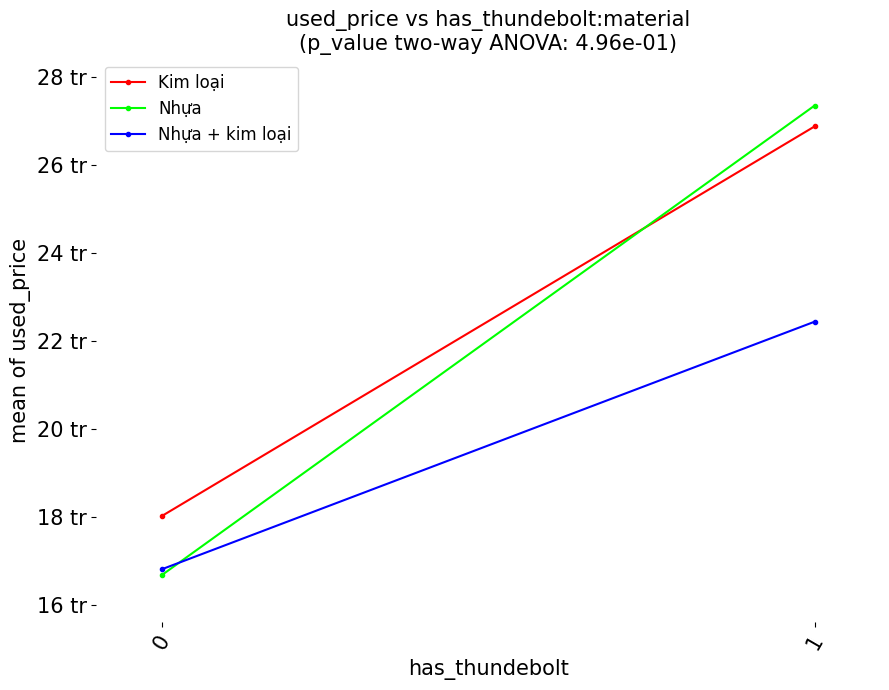 used_price vs has_thundebolt:material
(p_value two-way ANOVA: 4.96e-01)
Kim loại
Nhựa
Nhựa + kim loại
28 tr
26 tr
24 tr
22 tr
20 tr
18 tr
16 tr
mean of used_price
0
1
has_thundebolt